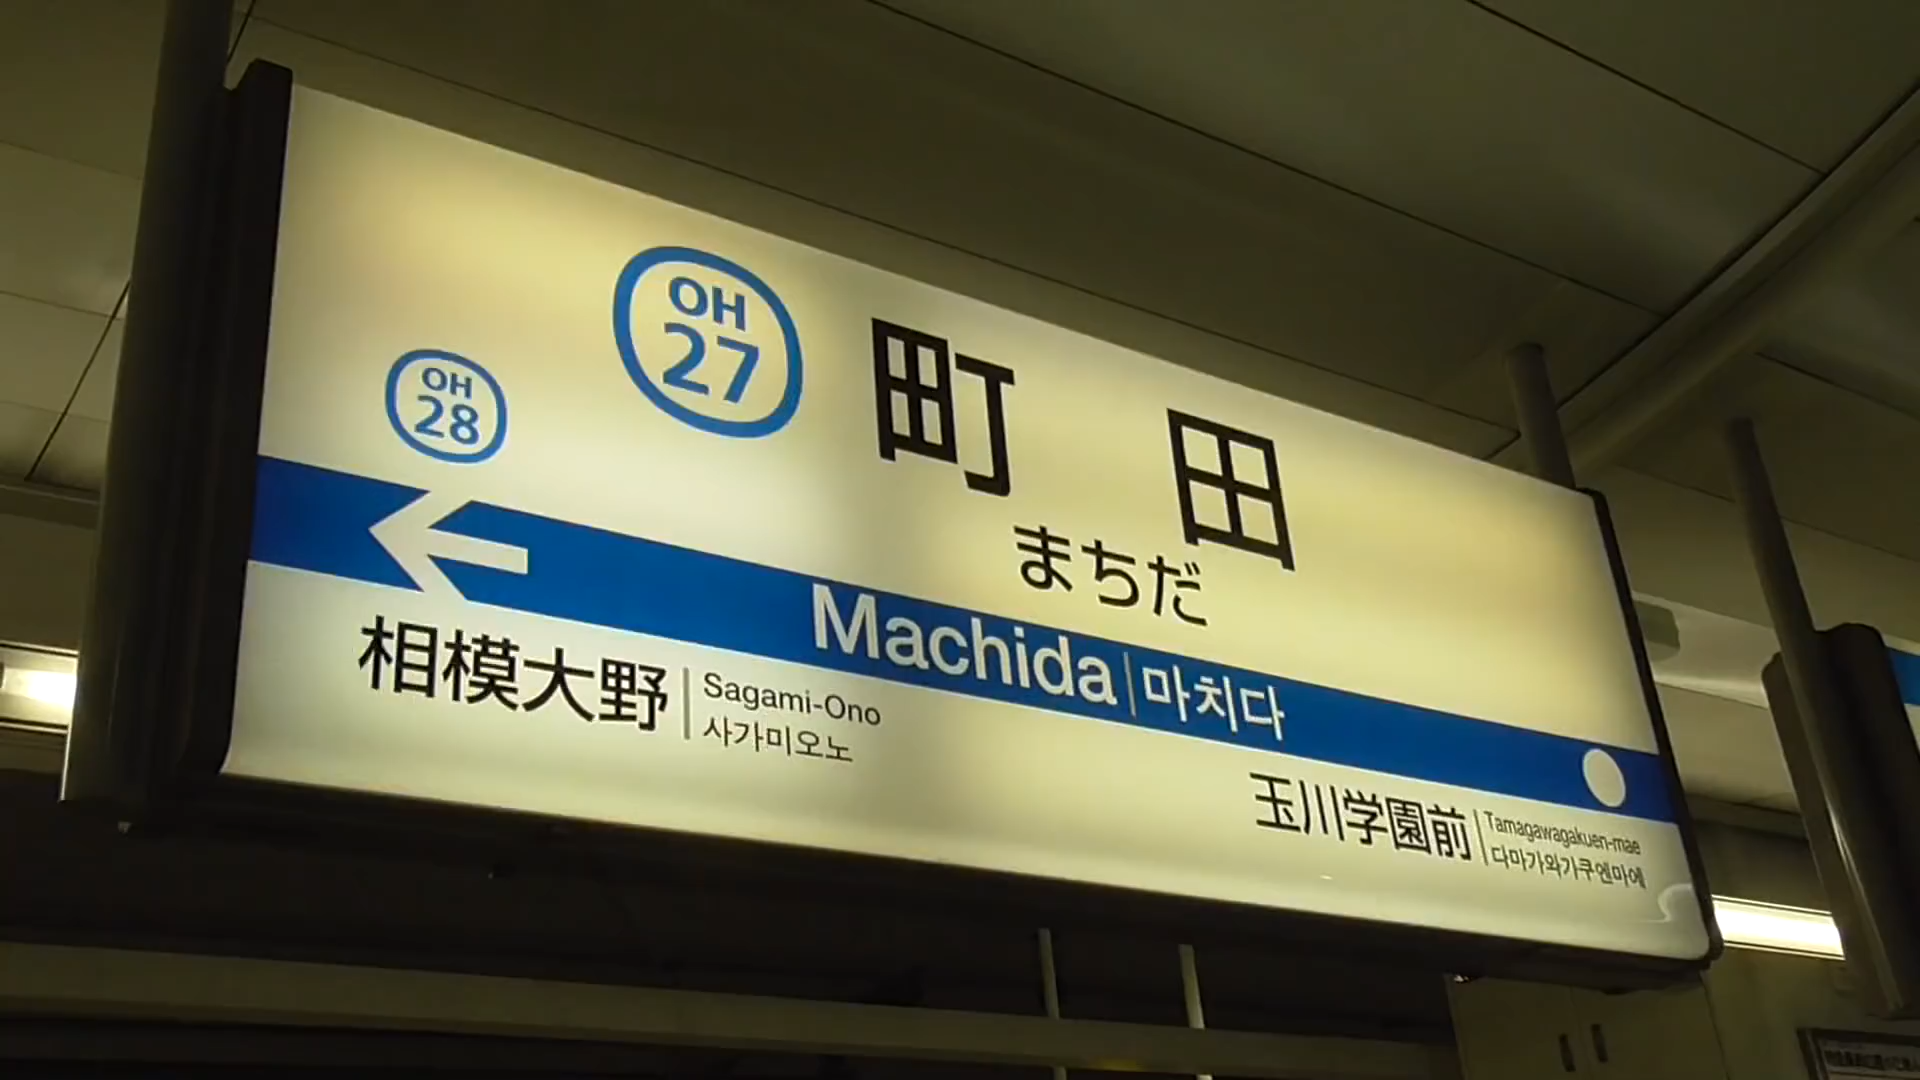 OH
27
町田
OH
28
まちだ
Machida|마치다
相模大野
Sagami-Ono
사가미오노
玉川学園前
Tamagawagakuen-mae
다마가와가쿠엔마에